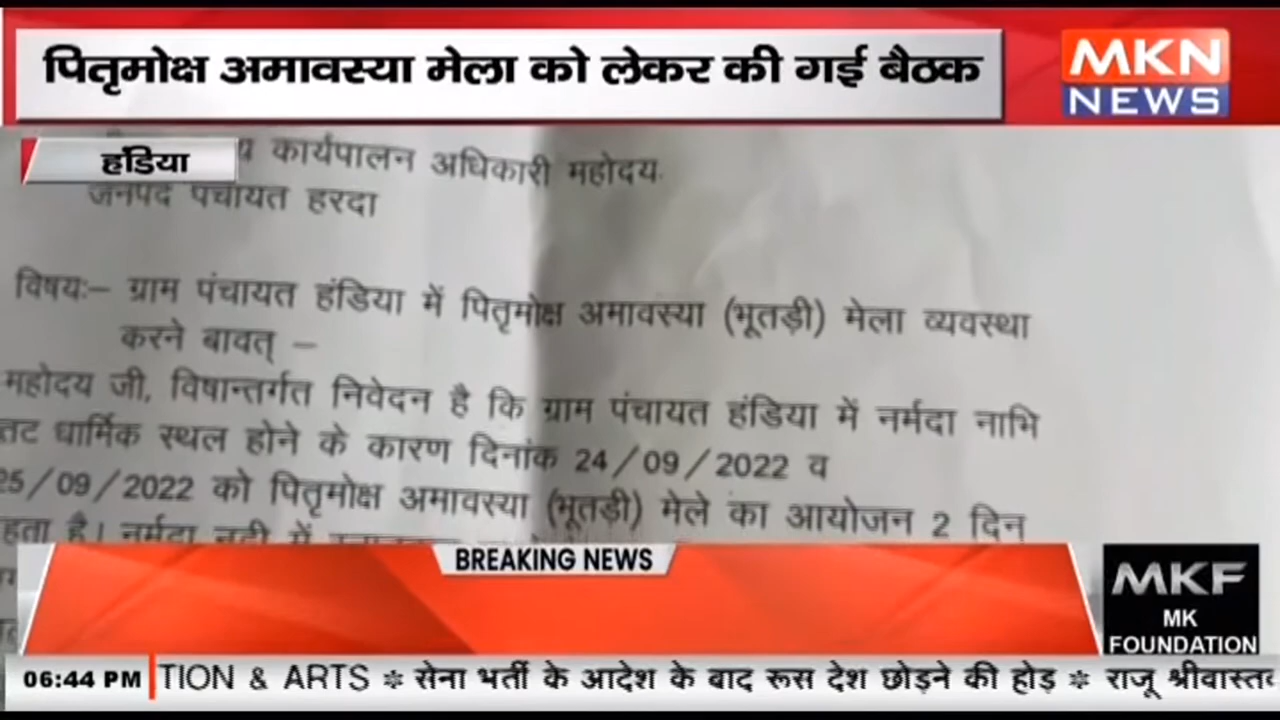 पितृमोक्ष अमावस्या मेला को लेकर की गई बैठक
MKN
NEWS
हंडिया
कार्यपालन अधिकारी महोदय
जनपद पंचायत हरदा
विषयः– ग्राम पंचायत हंडिया में पितृमोक्ष अमावस्या (भूतड़ी) मेला व्यवस्था
करने बावत् –
महोदय जी, विषान्तर्गत निवेदन है कि ग्राम पंचायत हंडिया में नर्मदा नाभि
तट धार्मिक स्थल होने के कारण दिनांक 24/09/2022 व
25/09/2022 को पितृमोक्ष अमावस्या (भूतड़ी) मेले का आयोजन 2 दिन
है। नर्मदा नदी में
BREAKING NEWS
MKF
MK
FOUNDATION
06:44 PM
TION & ARTS * सेना भर्ती के आदेश के बाद रूस देश छोड़ने की होड़ * राजू श्रीवास्तव